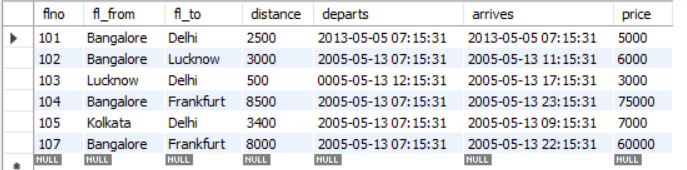 flno fl_from fl_to distance departs arrives price
101 Bangalore Delhi 2500 2013-05-05 07:15:31 2013-05-05 07:15:31 5000
102 Bangalore Lucknow 3000 2005-05-13 07:15:31 2005-05-13 11:15:31 6000
103 Lucknow Delhi 500 0005-05-13 12:15:31 2005-05-13 17:15:31 3000
104 Bangalore Frankfurt 8500 2005-05-13 07:15:31 2005-05-13 23:15:31 75000
105 Kolkata Delhi 3400 2005-05-13 07:15:31 2005-05-13 09:15:31 7000
107 Bangalore Frankfurt 8000 2005-05-13 07:15:31 2005-05-13 22:15:31 60000
NULL NULL NULL NULL NULL NULL NULL